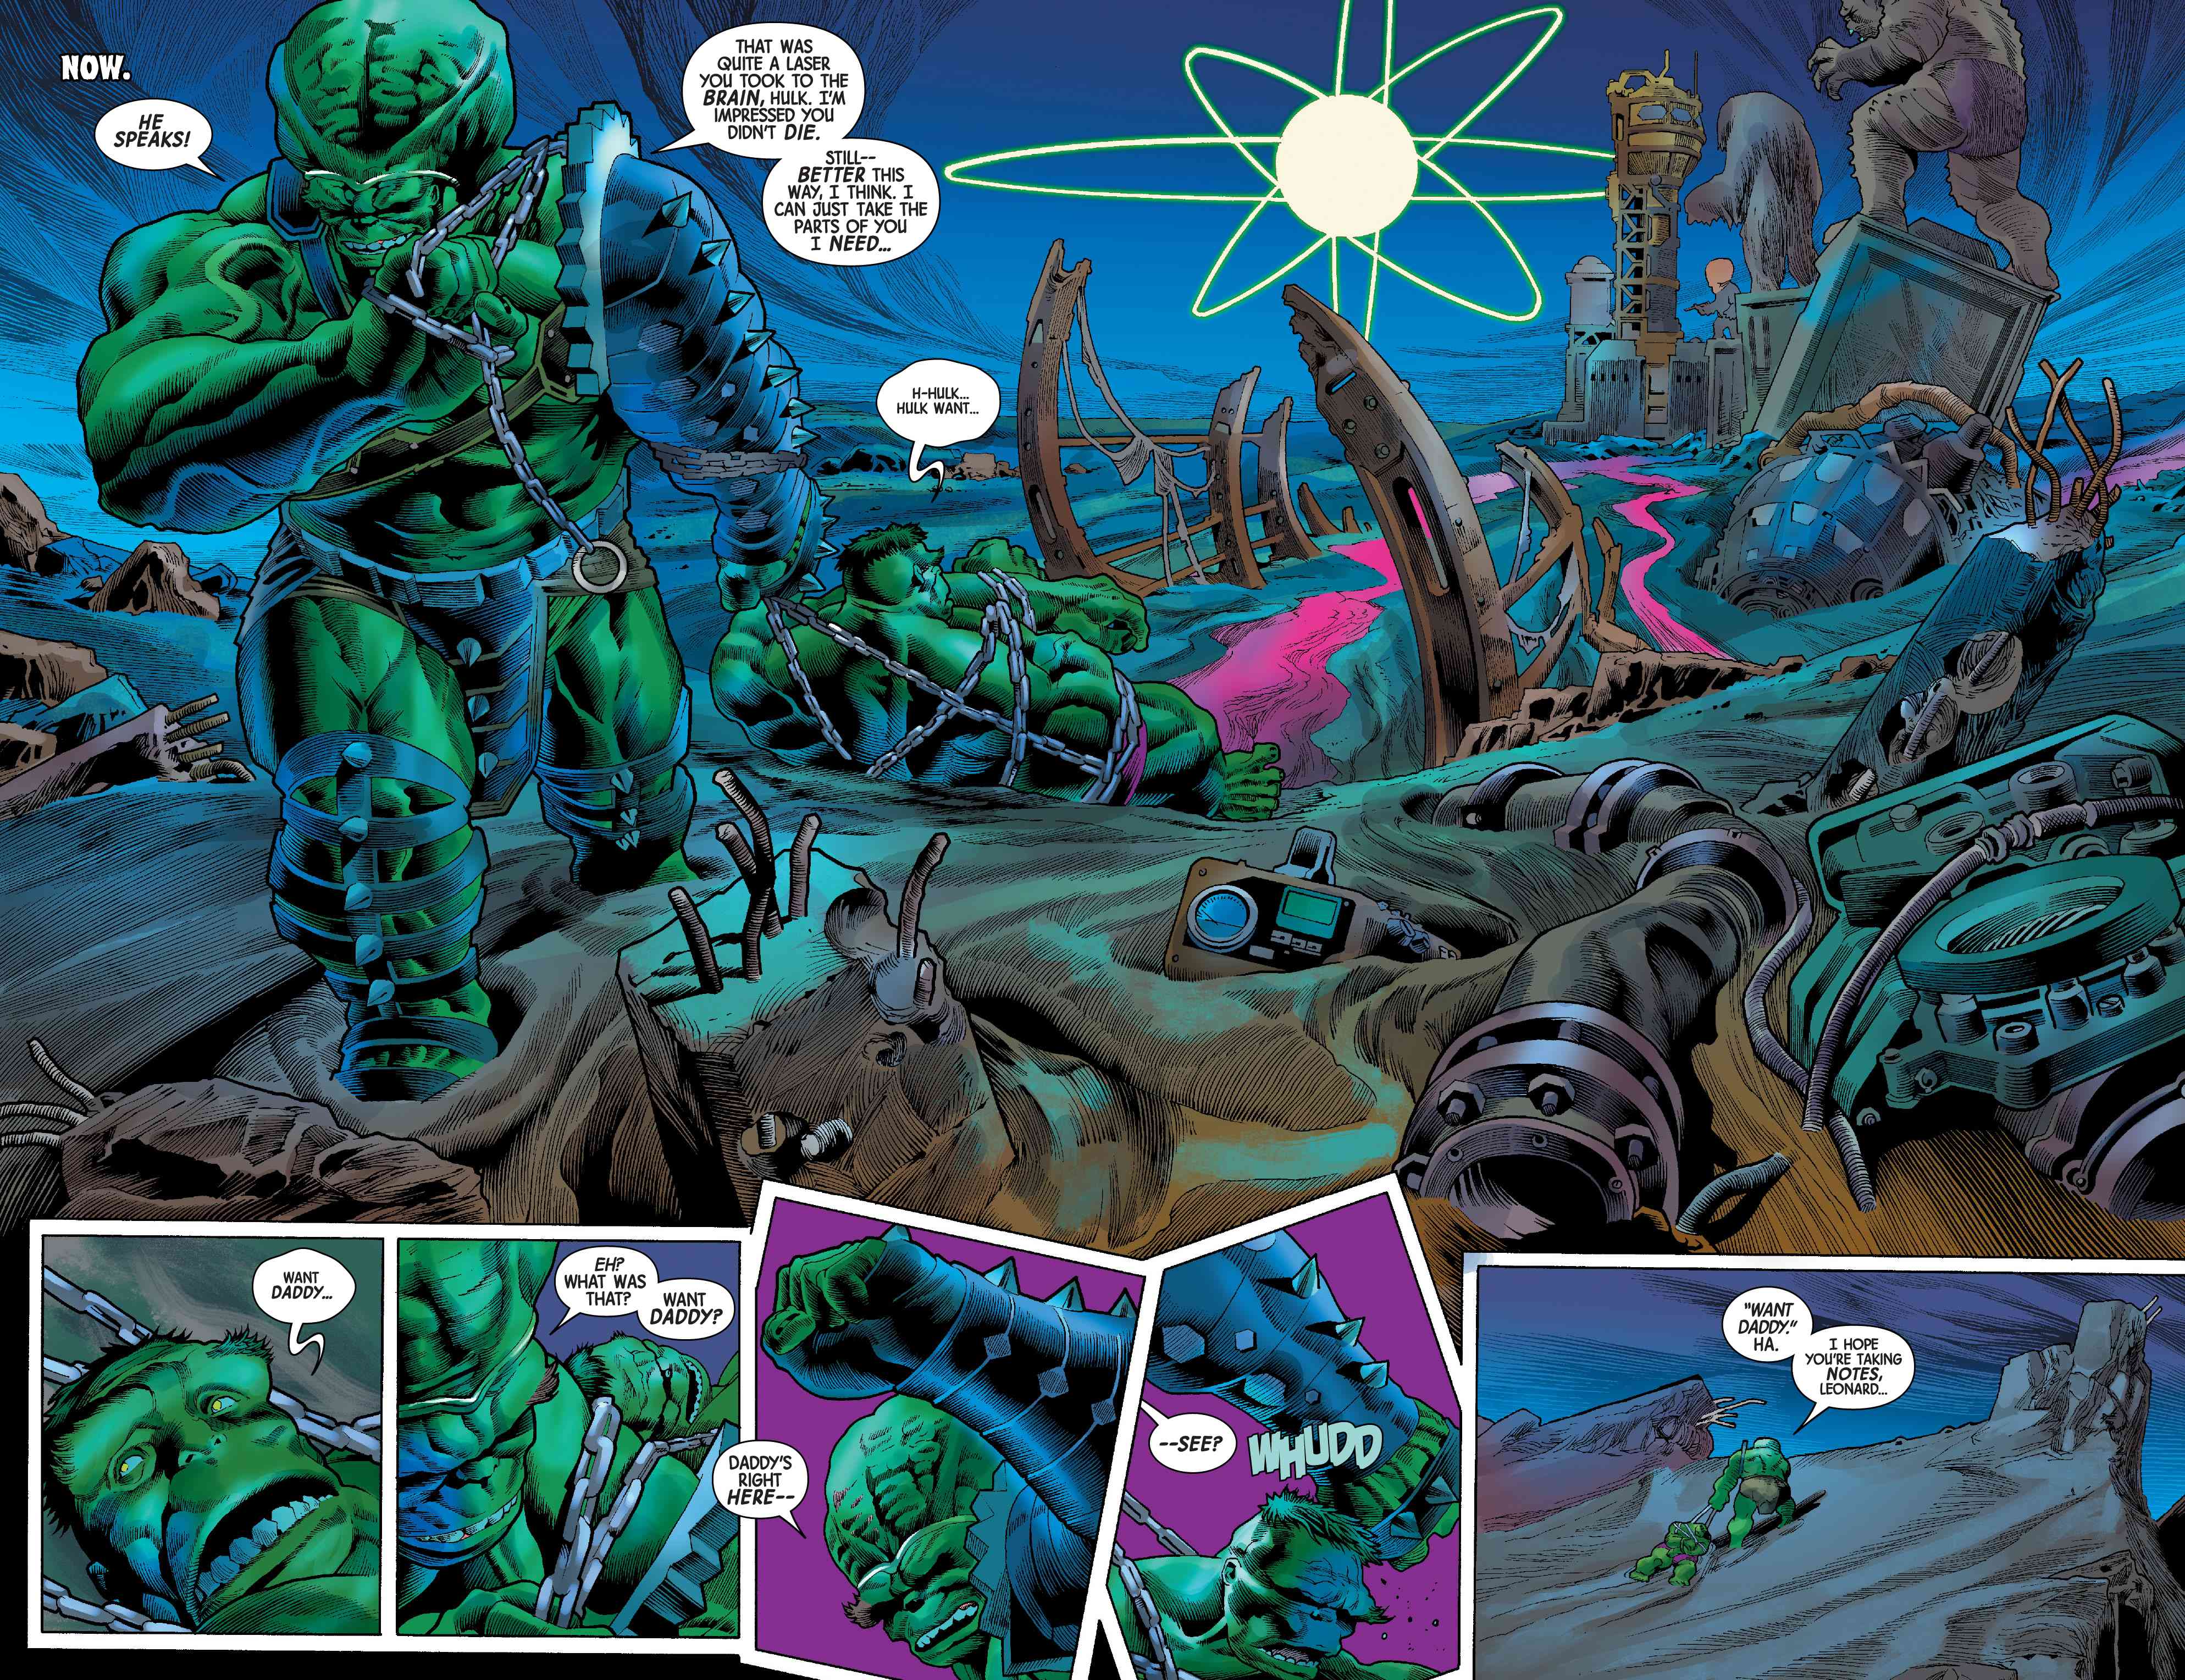 NOW.
HE
SPEAKS!
THAT WAS
QUITE A LASER
YOU TOOK TO THE
BRAIN, HULK. I'M
IMPRESSED YOU
DIDN'T DIE.
STILL--
BETTER THIS
WAY, I THINK. I
CAN JUST TAKE THE
PARTS OF YOU
I NEED...
H-HULK...
HULK WANT...
WANT
DADDY...
EH?
WHAT WAS
THAT?
WANT
DADDY?
DADDY'S
RIGHT
HERE--
--SEE?
WHUDD
"WANT
DADDY."
HA.
I HOPE
YOU'RE TAKING
NOTES,
LEONARD...